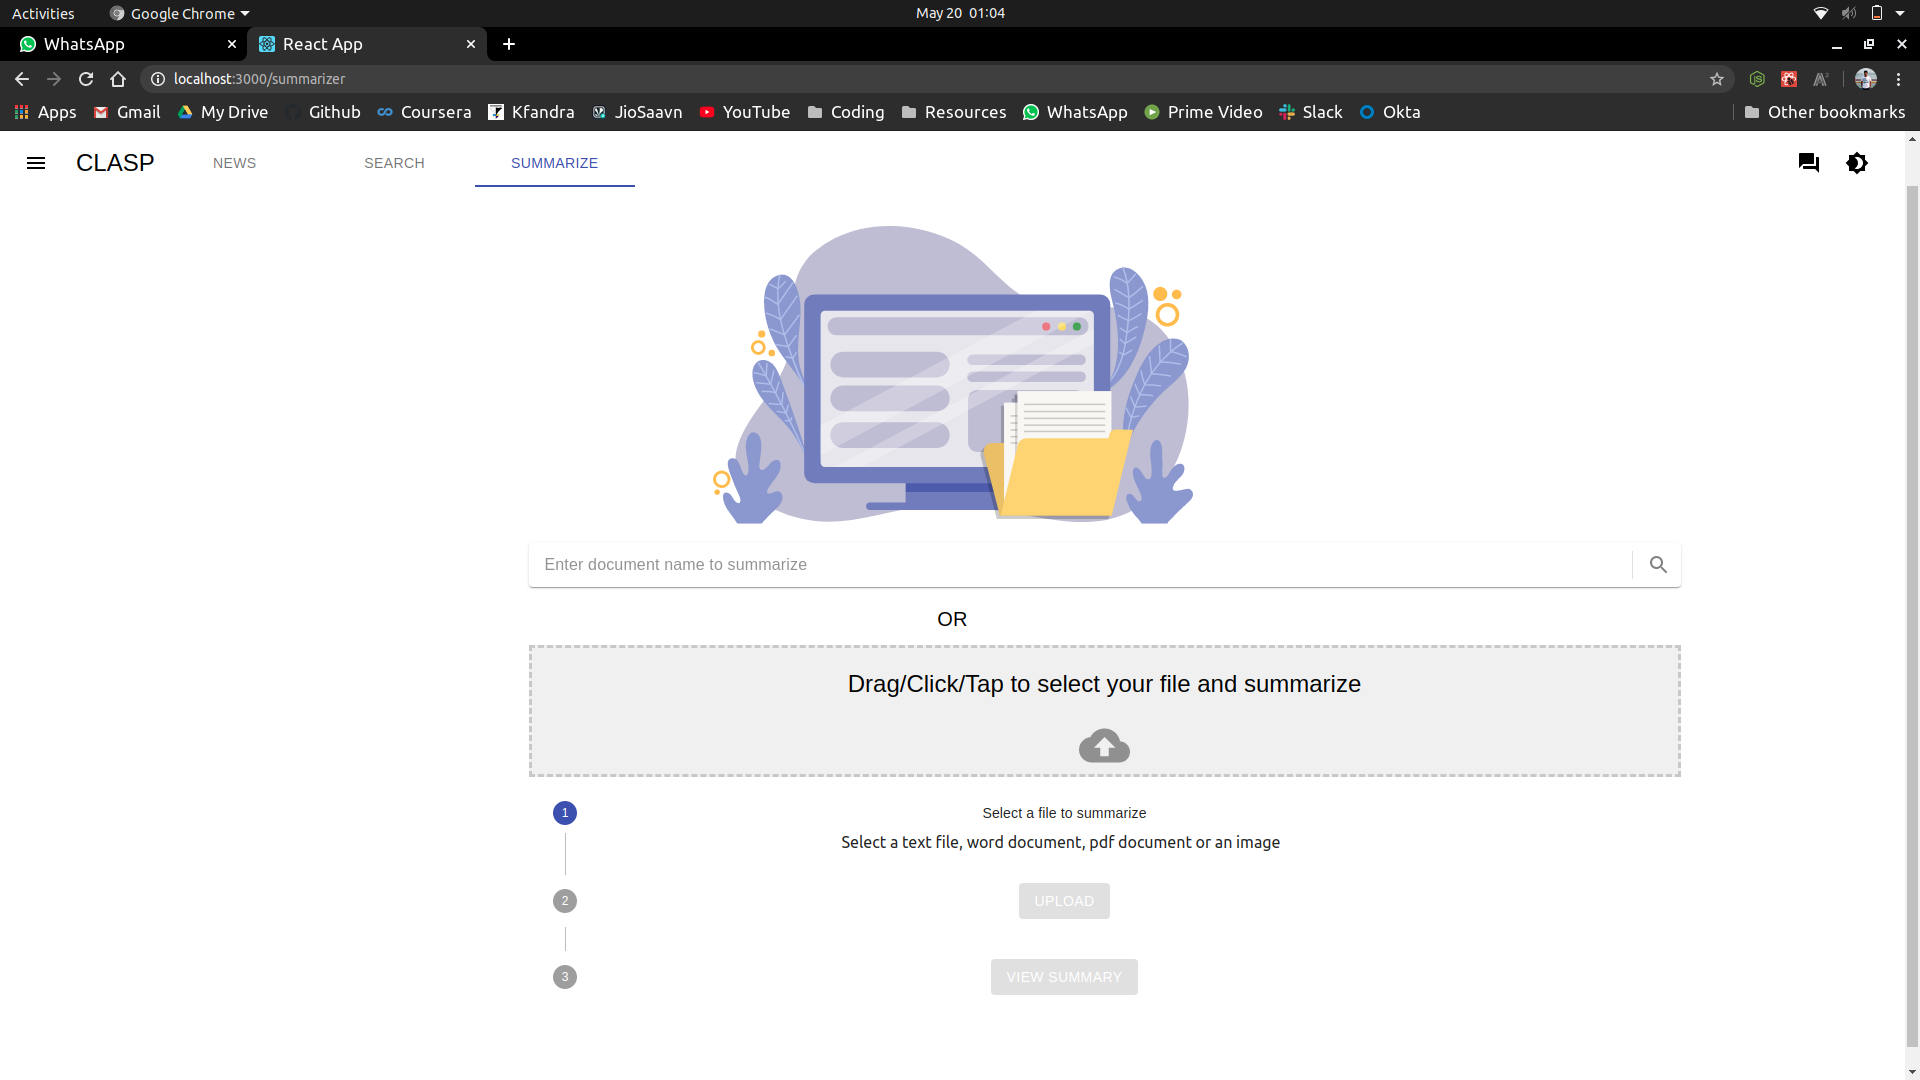 Activities Google Chrome May 20 01:04
WhatsApp React App
localhost:3000/summarizer
Apps Gmail My Drive Github Coursera Kfandra JioSaavn YouTube Coding Resources WhatsApp Prime Video Slack Okta Other bookmarks
CLASP NEWS SEARCH SUMMARIZE
Enter document name to summarize
OR
Drag/Click/Tap to select your file and summarize
1 Select a file to summarize
Select a text file, word document, pdf document or an image
2 UPLOAD
3 VIEW SUMMARY